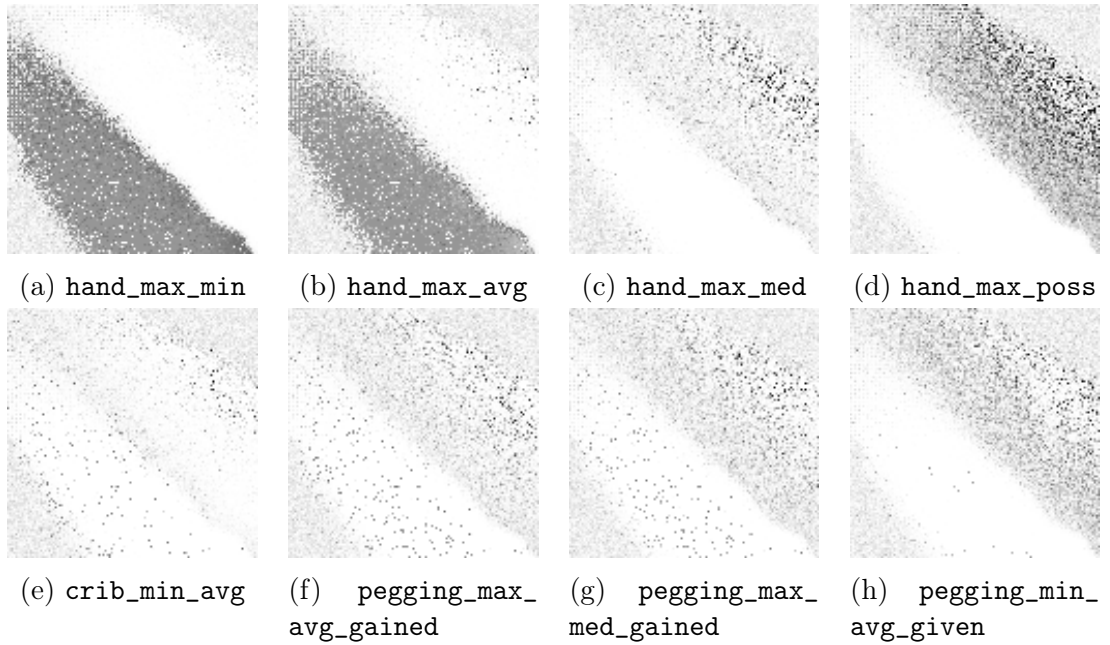 (a) hand_max_min (b) hand_max_avg (c) hand_max_med (d) hand_max_poss
(e) crib_min_avg (f) pegging_max_ (g) pegging_max_ (h) pegging_min_
avg_gained med_gained avg_given